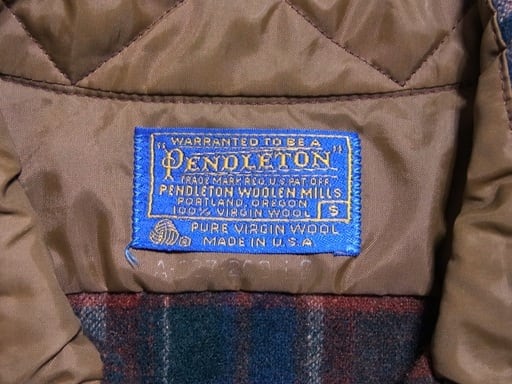 WARRANTED TO BE A
"PENDLETON"
TRADE MARK REG. U.S. PAT. OFF.
PENDLETON WOOLEN MILLS
PORTLAND, OREGON
100% VIRGIN WOOL S
PURE VIRGIN WOOL
MADE IN U.S.A.